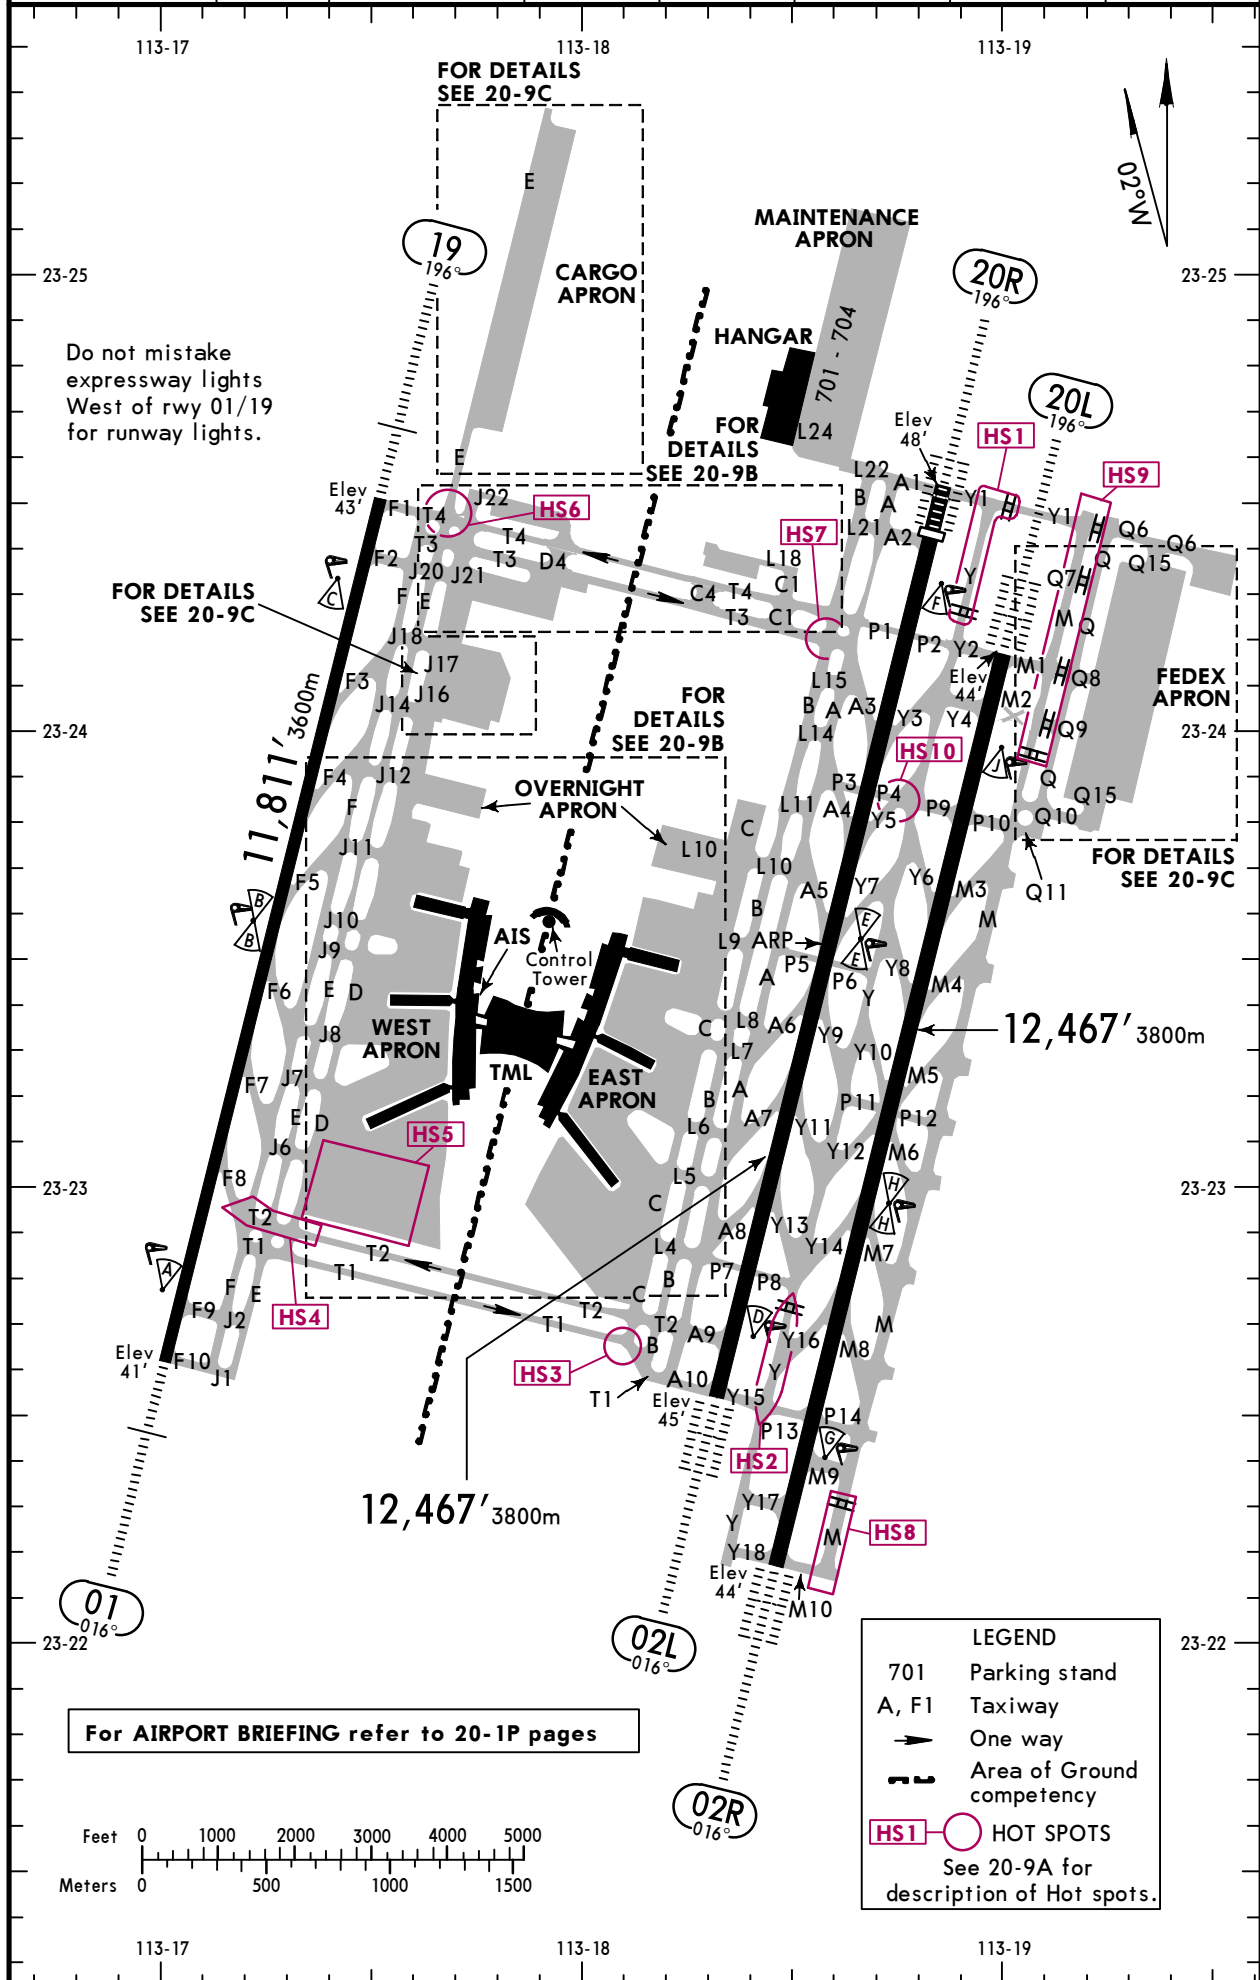 113-17
113-18
113-19
FOR DETAILS
SEE 20-9C
02°W
E
19
196°
MAINTENANCE
APRON
20R
196°
23-25
23-25
CARGO
APRON
HANGAR
701 - 704
Do not mistake
expressway lights
West of rwy 01/19
for runway lights.
20L
196°
FOR
DETAILS
SEE 20-9B
L24
Elev
48'
HS1
E
L22
A1
HS9
Elev
43'
F1
T4
J22
HS6
B
A
Y1
Y1
Q6
Q6
T3
T4
HS7
L21
A2
F2
J20
J21
T3
D4
L18
Q
Q15
C
FOR DETAILS
SEE 20-9C
F
E
C4
T4
C1
Y
Q7
F
T3
C1
M
Q
J18
P1
P2
Y2
J17
M1
F3
J16
FOR
DETAILS
SEE 20-9B
L15
Elev
44'
M2
Q8
FEDEX
APRON
J14
B
A
A3
Y3
Y4
11,811' 3600m
23-24
L14
Q9
23-24
HS10
J
F4
J12
OVERNIGHT
APRON
P3
P4
Q
F
L11
A4
Y5
P9
P10
Q15
Q10
J11
C
L10
FOR DETAILS
SEE 20-9C
F5
L10
A5
Y7
Y6
M3
Q11
B
B
J10
B
M
E
AIS
L9
ARP
J9
Control
Tower
P5
E
E
D
A
P6
Y8
M4
F6
Y
J8
WEST
APRON
C
L8
A6
Y9
12,467' 3800m
TML
L7
Y10
F7
J7
EAST
APRON
A
M5
B
P11
E
D
A7
P12
HS5
L6
Y11
J6
Y12
M6
F8
L5
H
23-23
23-23
H
T2
C
Y13
T1
T2
L4
A8
Y14
M7
A
T1
B
P7
P8
F
E
C
F9
J2
HS4
T2
T2
D
M
T1
B
A9
Y16
M8
Elev
41'
F10
HS3
Y
J1
T1
A10
Elev
45'
Y15
P14
P13
G
HS2
M9
12,467' 3800m
Y17
Y
M
HS8
Y18
Elev
44'
01
016°
M10
02L
016°
23-22
23-22
LEGEND
701 Parking stand
A, F1 Taxiway
One way
Area of Ground
competency
HS1 HOT SPOTS
See 20-9A for
description of Hot spots.
For AIRPORT BRIEFING refer to 20-1P pages
02R
016°
Feet 0 1000 2000 3000 4000 5000
Meters 0 500 1000 1500
113-17
113-18
113-19